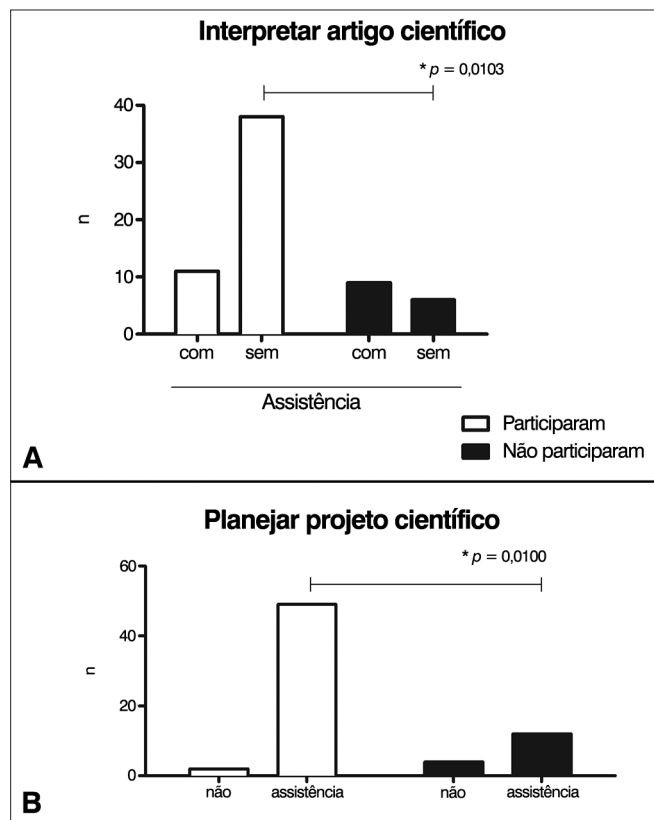 Interpretar artigo científico
* p = 0,0103
40
30
20
10
0
n
com sem com sem
Assistência
Participaram
Não participaram
A
Planejar projeto científico
* p = 0,0100
60
40
20
0
n
não assistência não assistência
B